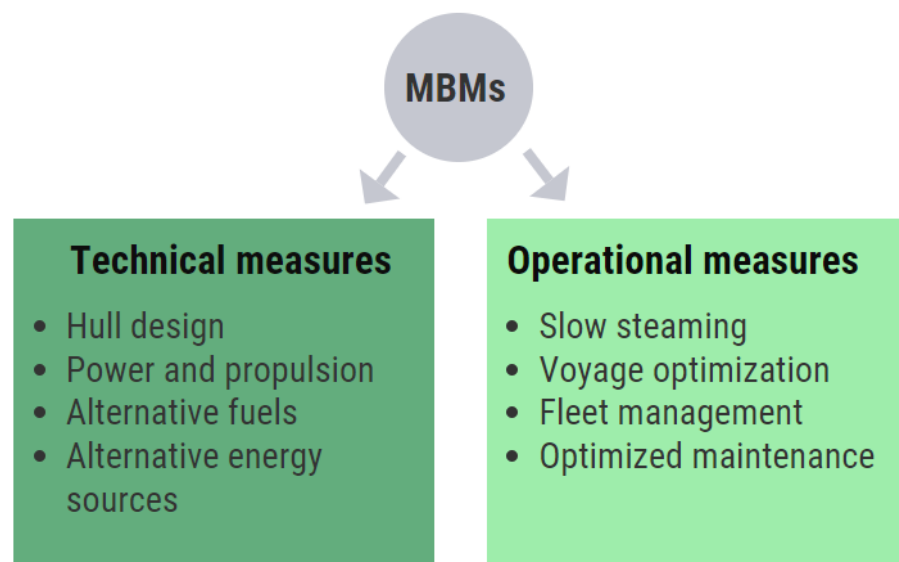 MBMs
Technical measures
• Hull design
• Power and propulsion
• Alternative fuels
• Alternative energy
sources
Operational measures
• Slow steaming
• Voyage optimization
• Fleet management
• Optimized maintenance